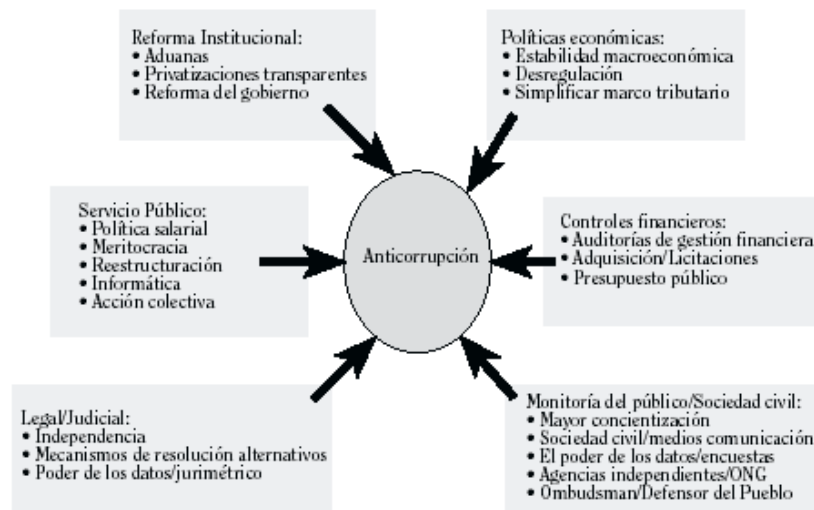 Reforma Institucional:
• Aduanas
• Privatizaciones transparentes
• Reforma del gobierno
Políticas económicas:
• Estabilidad macroeconómica
• Desregulación
• Simplificar marco tributario
Servicio Público:
• Política salarial
• Meritocracia
• Reestructuración
• Informática
• Acción colectiva
Anticorrupción
Controles financieros:
• Auditorías de gestión financiera
• Adquisición/Licitaciones
• Presupuesto público
Legal/Judicial:
• Independencia
• Mecanismos de resolución alternativos
• Poder de los datos/jurimétrico
Monitoría del público/Sociedad civil:
• Mayor concientización
• Sociedad civil/medios comunicación
• El poder de los datos/encuestas
• Agencias independientes/ONG
• Ombudsman/Defensor del Pueblo